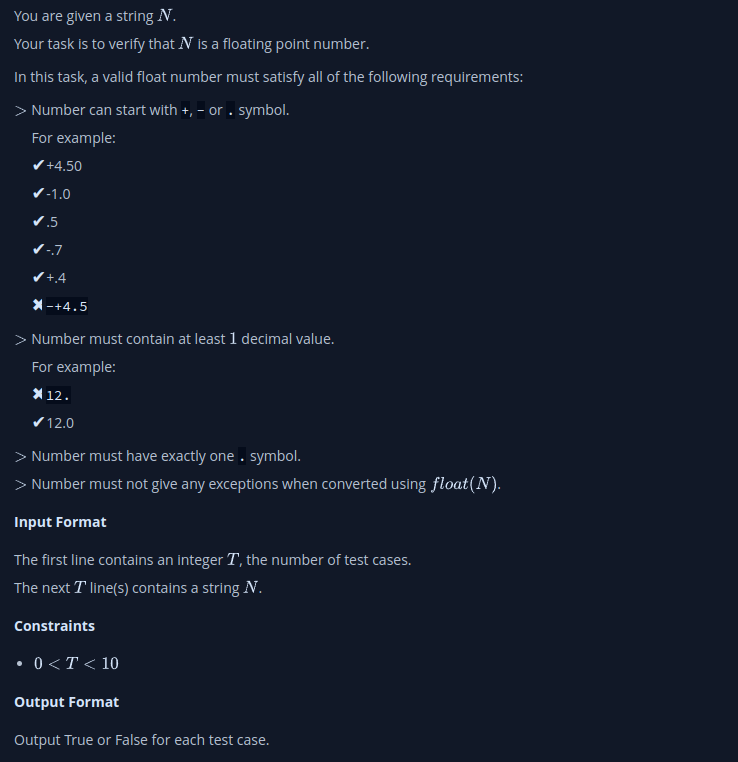 You are given a string N.
Your task is to verify that N is a floating point number.
In this task, a valid float number must satisfy all of the following requirements:
> Number can start with +, - or . symbol.
For example:
✔+4.50
✔-1.0
✔.5
✔-.7
✔+.4
✖-+4.5
> Number must contain at least 1 decimal value.
For example:
✖12.
✔12.0
> Number must have exactly one . symbol.
> Number must not give any exceptions when converted using float(N).
Input Format
The first line contains an integer T, the number of test cases.
The next T line(s) contains a string N.
Constraints
• 0 < T < 10
Output Format
Output True or False for each test case.